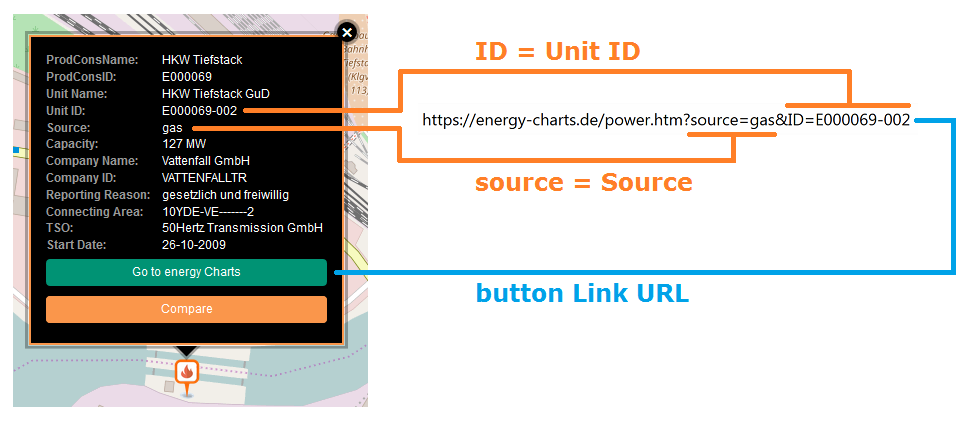 ProdConsName: HKW Tiefstack
ProdConsID: E000069
Unit Name: HKW Tiefstack GuD
Unit ID: E000069-002
Source: gas
Capacity: 127 MW
Company Name: Vattenfall GmbH
Company ID: VATTENFALLTR
Reporting Reason: gesetzlich und freiwillig
Connecting Area: 10YDE-VE-------2
TSO: 50Hertz Transmission GmbH
Start Date: 26-10-2009
Go to energy Charts
Compare
ID = Unit ID
https://energy-charts.de/power.htm?source=gas&ID=E000069-002
source = Source
button Link URL